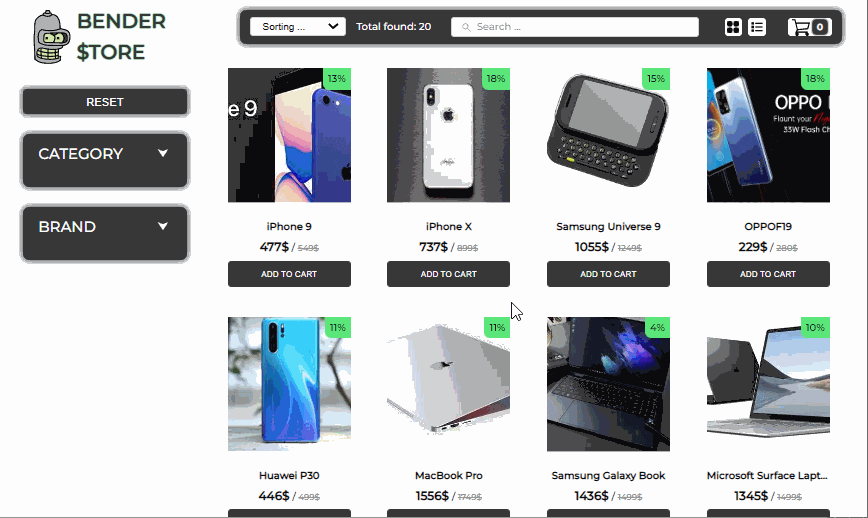 BENDER
$TORE
Sorting ...
Total found: 20
Search ...
0
RESET
CATEGORY
BRAND
13%
e 9
18%
15%
18%
OPPO
Flaunt your
33W Flash Ch
iPhone 9
iPhone X
Samsung Universe 9
OPPOF19
477$ / 549$
737$ / 899$
1055$ / 1249$
229$ / 280$
ADD TO CART
ADD TO CART
ADD TO CART
ADD TO CART
11%
11%
4%
10%
Huawei P30
MacBook Pro
Samsung Galaxy Book
Microsoft Surface Lapt...
446$ / 499$
1556$ / 1749$
1436$ / 1499$
1345$ / 1499$